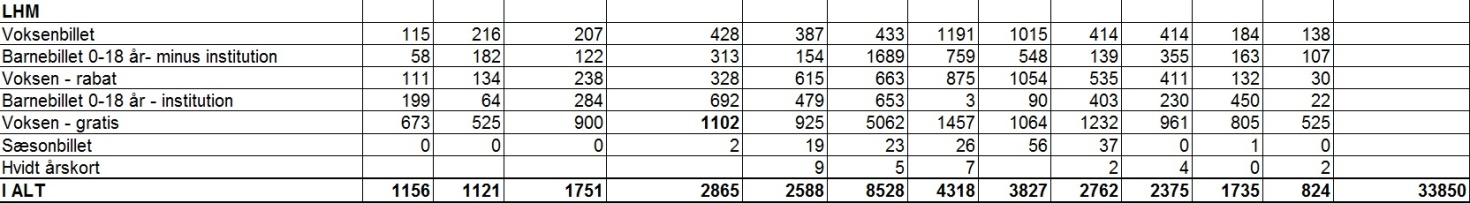 LHM
Voksenbillet 115 216 207 428 387 433 1191 1015 414 414 184 138
Barnebillet 0-18 år- minus institution 58 182 122 313 154 1689 759 548 139 355 163 107
Voksen - rabat 111 134 238 328 615 663 875 1054 535 411 132 30
Barnebillet 0-18 år - institution 199 64 284 692 479 653 3 90 403 230 450 22
Voksen - gratis 673 525 900 1102 925 5062 1457 1064 1232 961 805 525
Sæsonbillet 0 0 0 2 19 23 26 56 37 0 1 0
Hvidt årskort 9 5 7 2 4 0 2
I ALT 1156 1121 1751 2865 2588 8528 4318 3827 2762 2375 1735 824 33850